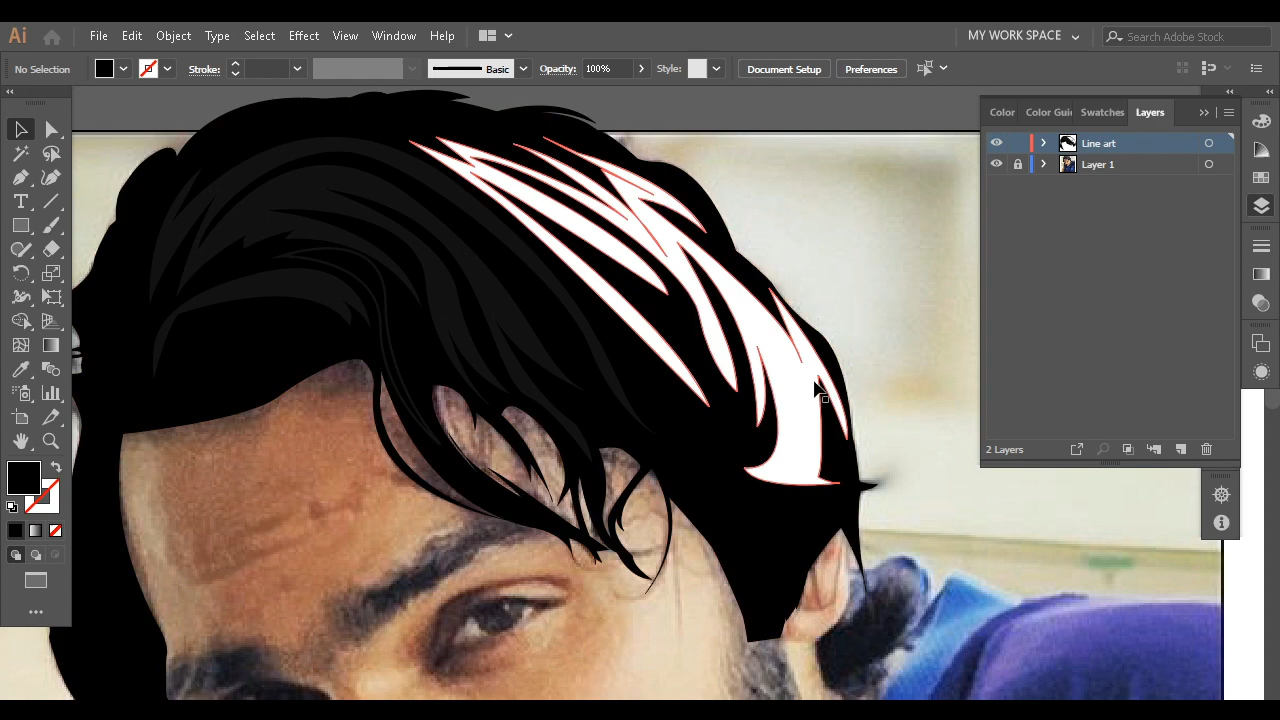 Ai File Edit Object Type Select Effect View Window Help MY WORK SPACE Search Adobe Stock
No Selection Stroke: Basic Opacity: 100% Style: Document Setup Preferences
Color Color Guid Swatches Layers
Line art
Layer 1
2 Layers